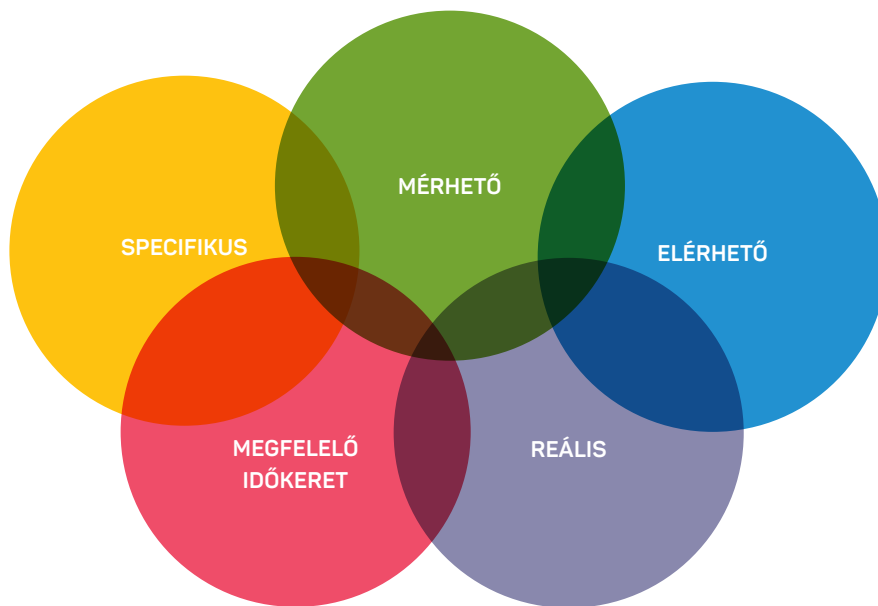 SPECIFIKUS
MÉRHETŐ
ELÉRHETŐ
MEGFELELŐ
IDŐKERET
REÁLIS